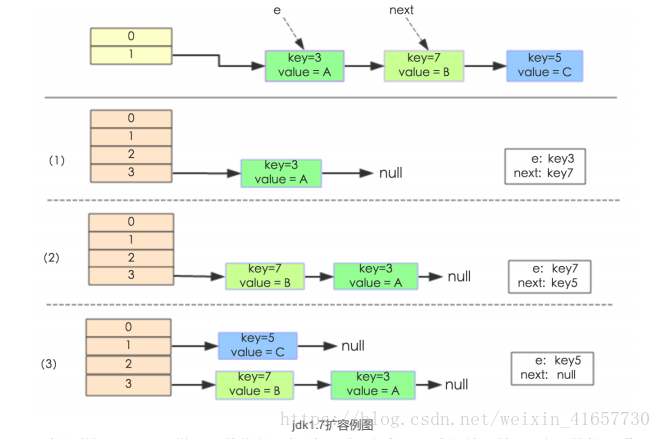 e
next
0
1
key=3
value = A
key=7
value = B
key=5
value = C
(1)
0
1
2
3
key=3
value = A
null
e: key3
next: key7
(2)
0
1
2
3
key=7
value = B
key=3
value = A
null
e: key7
next: key5
(3)
0
1
2
3
key=5
value = C
null
key=7
value = B
key=3
value = A
null
e: key5
next: null
jdk1.7扩容例图
https://blog.csdn.net/weixin_41657730